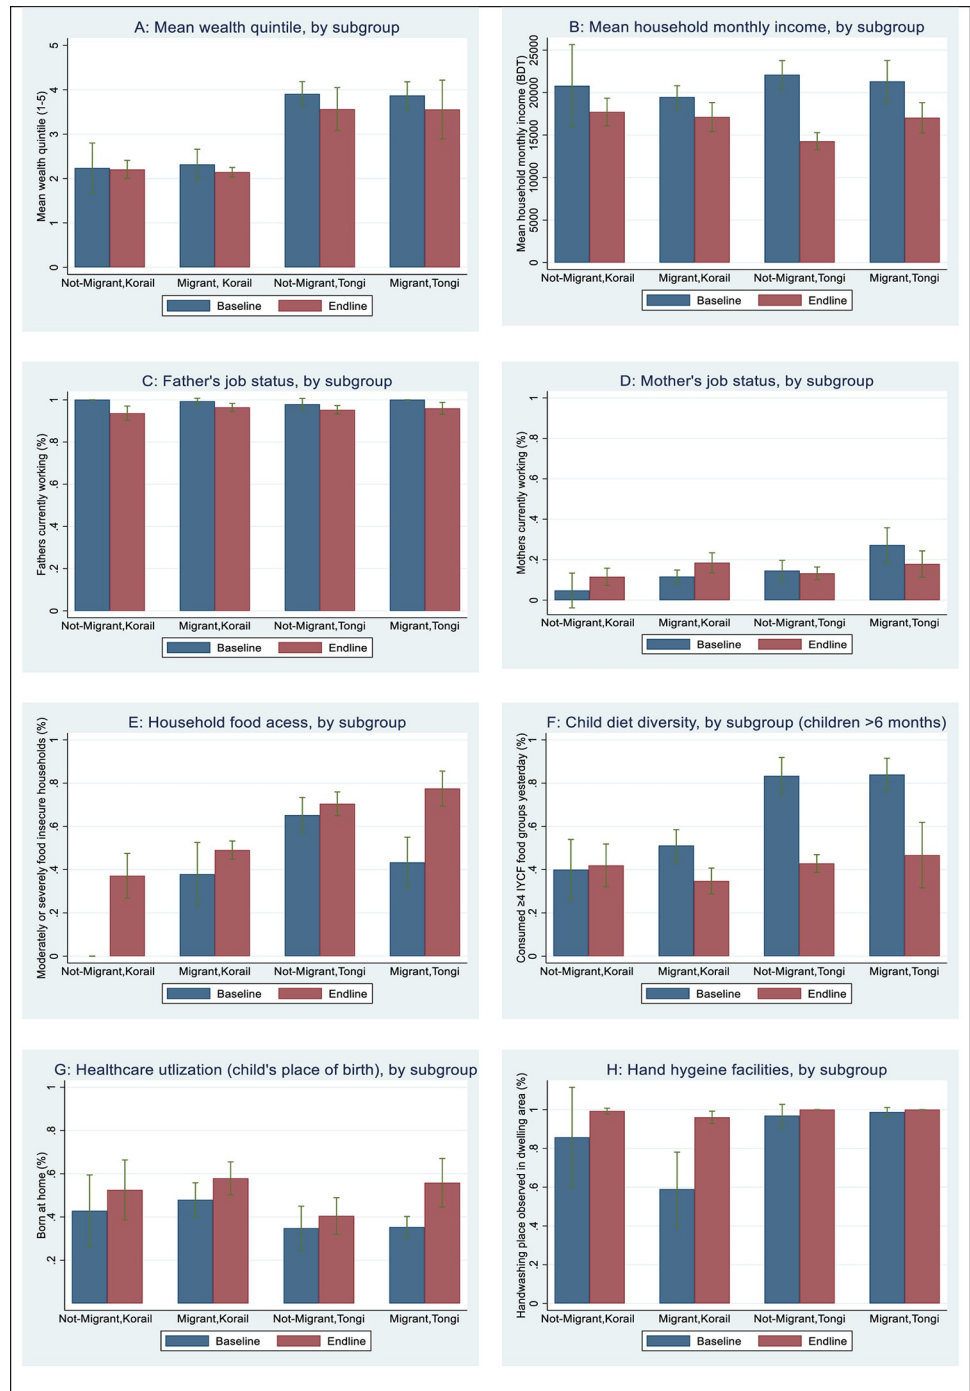 A: Mean wealth quintile, by subgroup
Mean wealth quintile (1-5)
5
4
3
2
1
0
Not-Migrant,Korail Migrant, Korail Not-Migrant,Tongi Migrant,Tongi
Baseline Endline
B: Mean household monthly income, by subgroup
Mean household monthly income (BDT)
25000
20000
15000
10000
5000
0
Not-Migrant,Korail Migrant,Korail Not-Migrant,Tongi Migrant,Tongi
Baseline Endline
C: Father's job status, by subgroup
Fathers currently working (%)
1
.8
.6
.4
.2
0
Not-Migrant,Korail Migrant,Korail Not-Migrant,Tongi Migrant,Tongi
Baseline Endline
D: Mother's job status, by subgroup
Mothers currently working (%)
1
.8
.6
.4
.2
0
Not-Migrant,Korail Migrant,Korail Not-Migrant,Tongi Migrant,Tongi
Baseline Endline
E: Household food acess, by subgroup
Moderately or severely food insecure households (%)
1
.8
.6
.4
.2
0
Not-Migrant,Korail Migrant,Korail Not-Migrant,Tongi Migrant,Tongi
Baseline Endline
F: Child diet diversity, by subgroup (children >6 months)
Consumed ≥4 IYCF food groups yesterday (%)
1
.8
.6
.4
.2
0
Not-Migrant,Korail Migrant,Korail Not-Migrant,Tongi Migrant,Tongi
Baseline Endline
G: Healthcare utlization (child's place of birth), by subgroup
Born at home (%)
1
.8
.6
.4
.2
Not-Migrant,Korail Migrant,Korail Not-Migrant,Tongi Migrant,Tongi
Baseline Endline
H: Hand hygeine facilities, by subgroup
Handwashing place observed in dwelling area (%)
1
.8
.6
.4
.2
0
Not-Migrant,Korail Migrant,Korail Not-Migrant,Tongi Migrant,Tongi
Baseline Endline